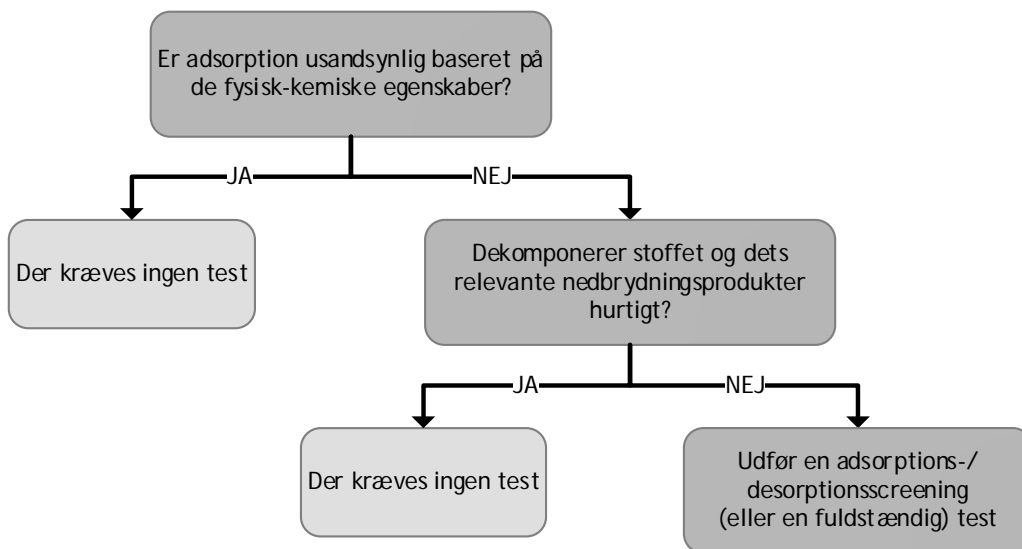 Er adsorption usandsynlig baseret på
de fysisk-kemiske egenskaber?
JA
NEJ
Der kræves ingen test
Dekomponerer stoffet og dets
relevante nedbrydningsprodukter
hurtigt?
JA
NEJ
Der kræves ingen test
Udfør en adsorptions-/
desorptionsscreening
(eller en fuldstændig) test